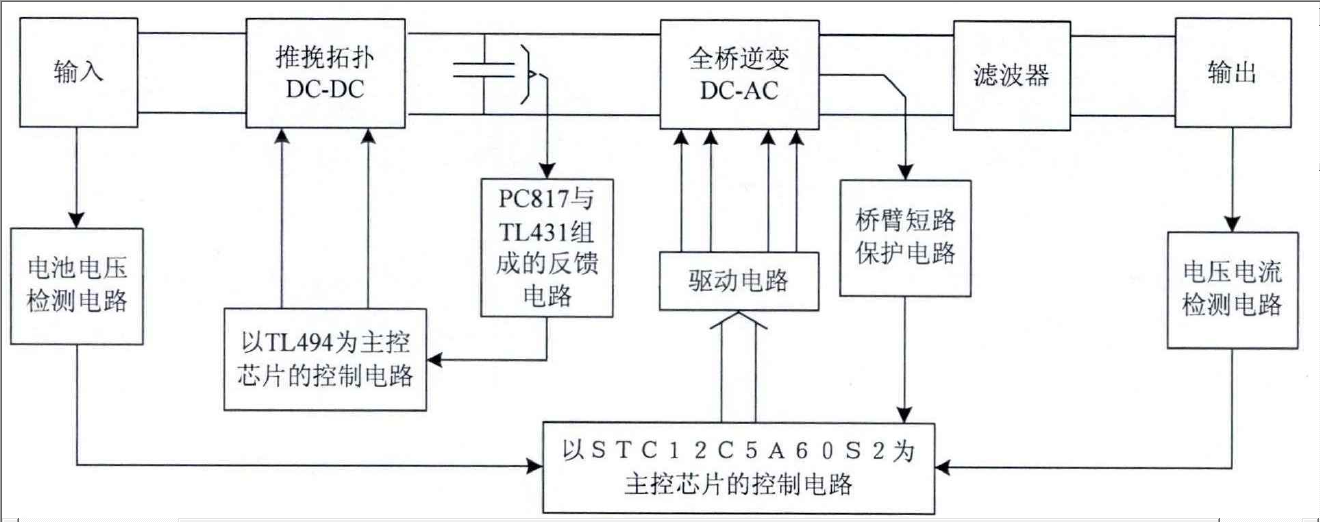 输入
推挽拓扑
DC-DC
全桥逆变
DC-AC
滤波器
输出
电池电压
检测电路
PC817与
TL431组
成的反馈
电路
驱动电路
桥臂短路
保护电路
电压电流
检测电路
以TL494为主控
芯片的控制电路
以STC12C5A60S2为
主控芯片的控制电路